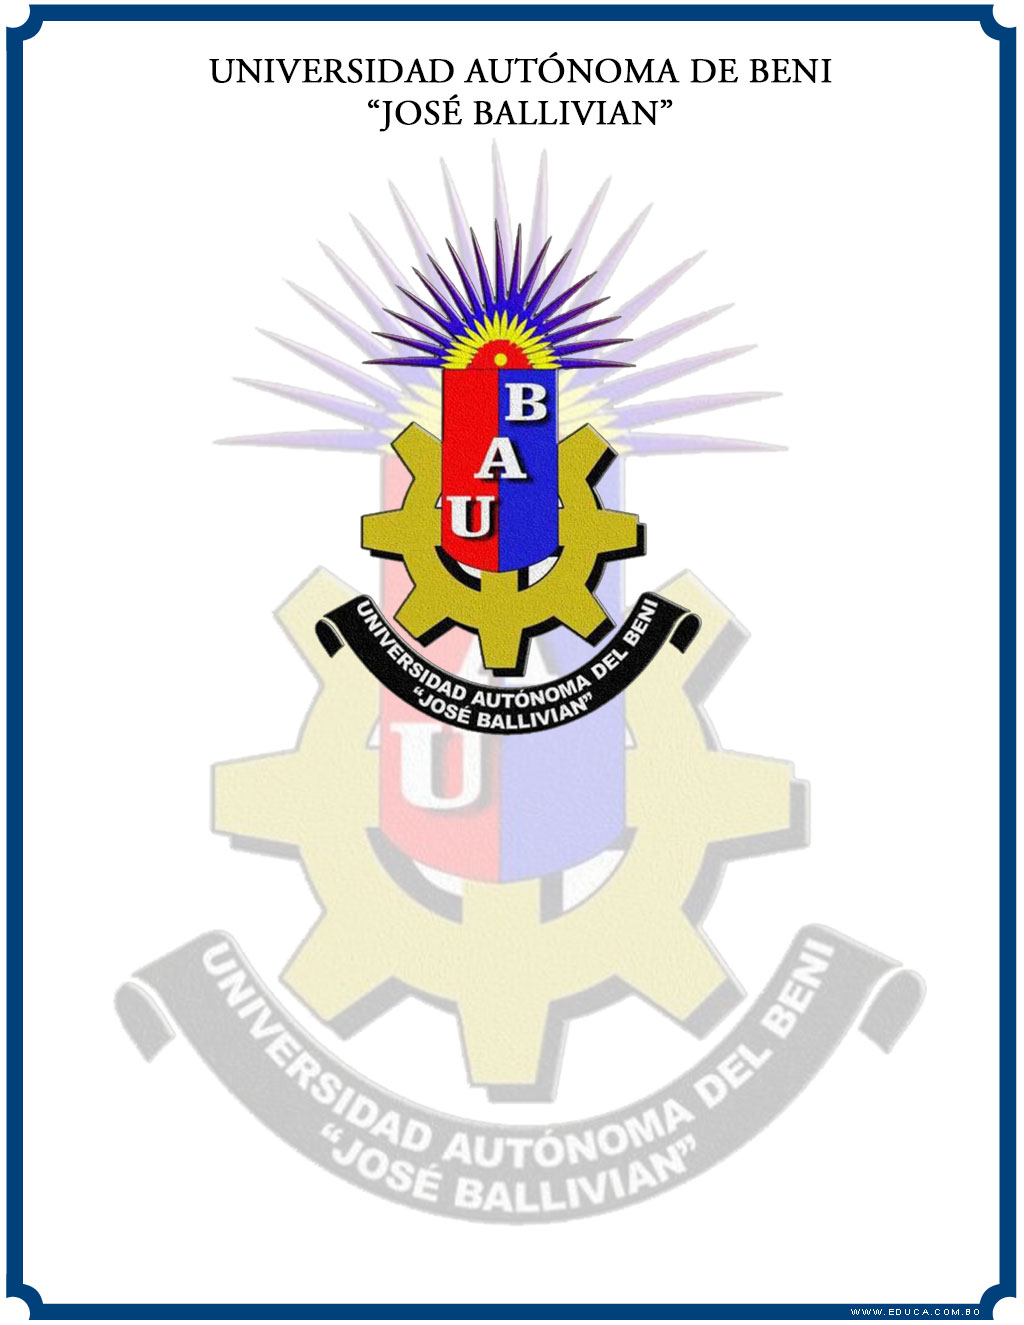 UNIVERSIDAD AUTÓNOMA DE BENI
“JOSÉ BALLIVIAN”
B
A
U
UNIVERSIDAD AUTÓNOMA DEL BENI
“JOSÉ BALLIVIAN”
U
UNIVERSIDAD AUTÓNOMA DEL BENI
“JOSÉ BALLIVIAN”
WWW.EDUCA.COM.BO